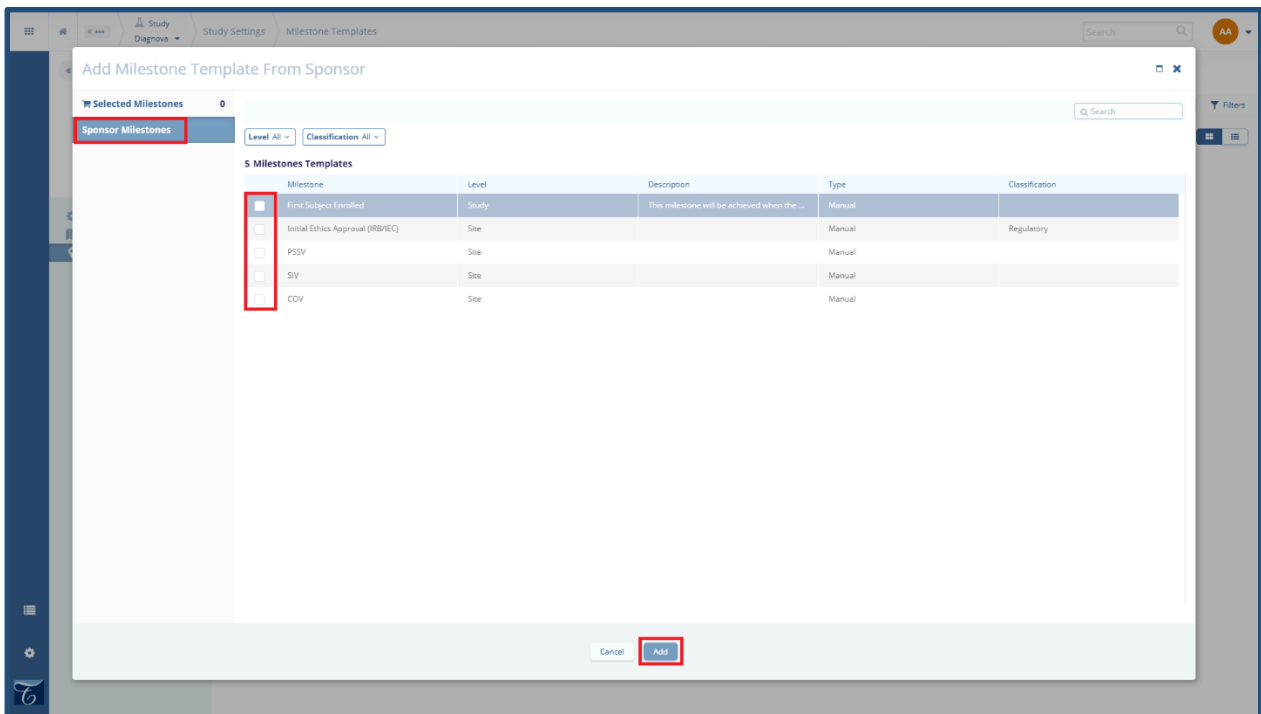 Study
Diagnova
Study Settings
Milestone Templates
Search
AA
Add Milestone Template From Sponsor
Selected Milestones 0
Sponsor Milestones
Search
Filters
Level All
Classification All
5 Milestones Templates
Milestone Level Description Type Classification
First Subject Enrolled Study This milestone will be achieved when the ... Manual
Initial Ethics Approval (IRB/IEC) Site Manual Regulatory
PSSV Site Manual
SIV Site Manual
COV Site Manual
Cancel Add